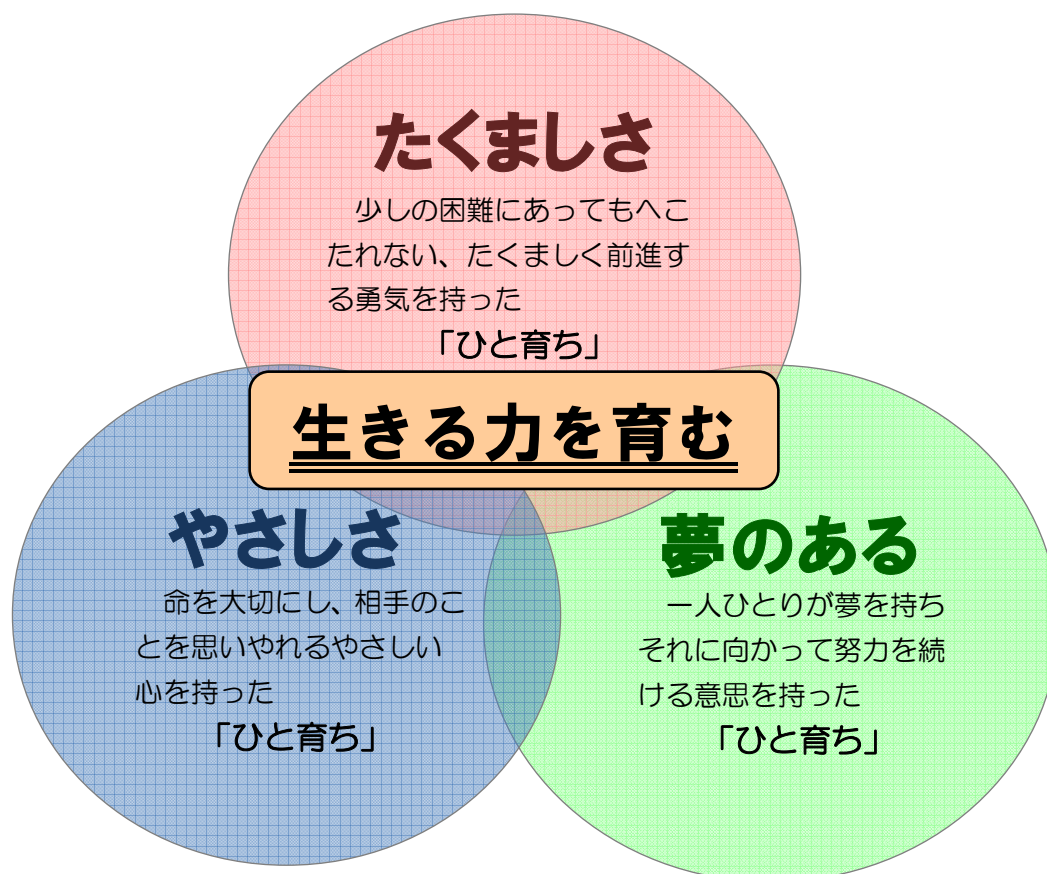 たくましさ
少しの困難にあってもへこ
たれない、たくましく前進す
る勇気を持った
「ひと育ち」
生きる力を育む
やさしさ
命を大切にし、相手のこ
とを思いやれるやさしい
心を持った
「ひと育ち」
夢のある
一人ひとりが夢を持ち
それに向かって努力を続
ける意思を持った
「ひと育ち」